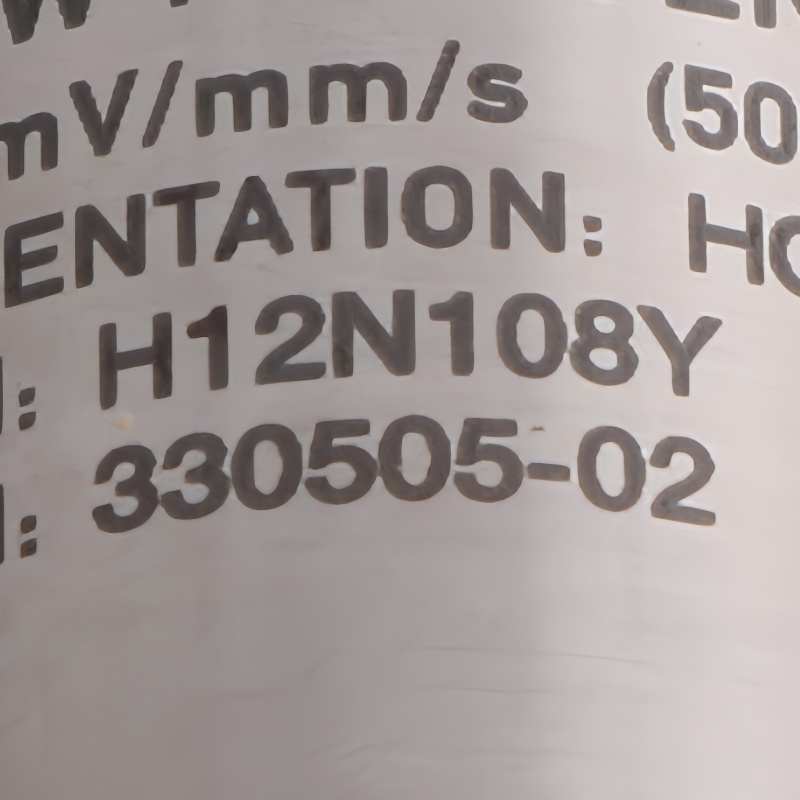 mV/mm/s (50
ENTATION: HO
: H12N108Y
: 330505-02